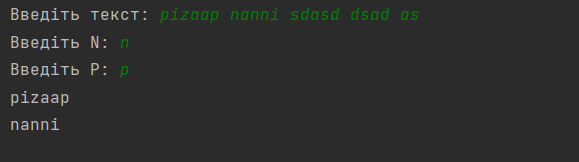 Введіть текст: pizaap nanni sdasd dsad as
Введіть N: n
Введіть P: p
pizaap
nanni